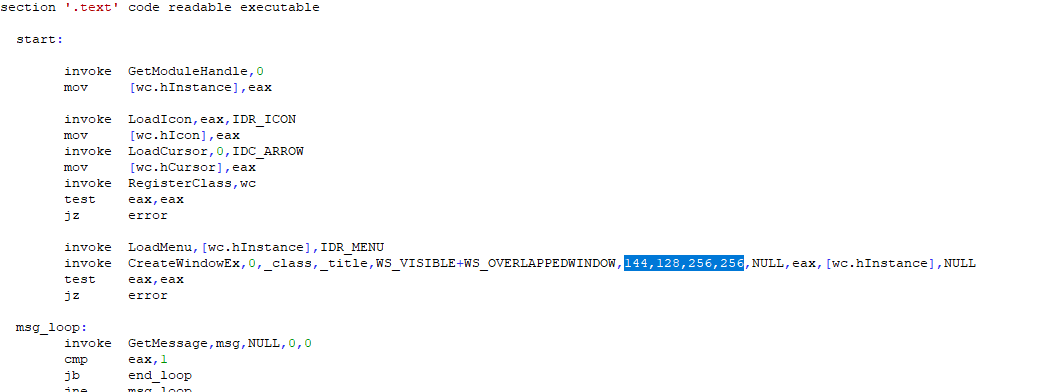 section '.text' code readable executable
start:
invoke GetModuleHandle,0
mov [wc.hInstance],eax
invoke LoadIcon,eax,IDR_ICON
mov [wc.hIcon],eax
invoke LoadCursor,0,IDC_ARROW
mov [wc.hCursor],eax
invoke RegisterClass,wc
test eax,eax
jz error
invoke LoadMenu,[wc.hInstance],IDR_MENU
invoke CreateWindowEx,0,_class,_title,WS_VISIBLE+WS_OVERLAPPEDWINDOW,144,128,256,256,NULL,eax,[wc.hInstance],NULL
test eax,eax
jz error
msg_loop:
invoke GetMessage,msg,NULL,0,0
cmp eax,1
jb end_loop
jne msg_loop